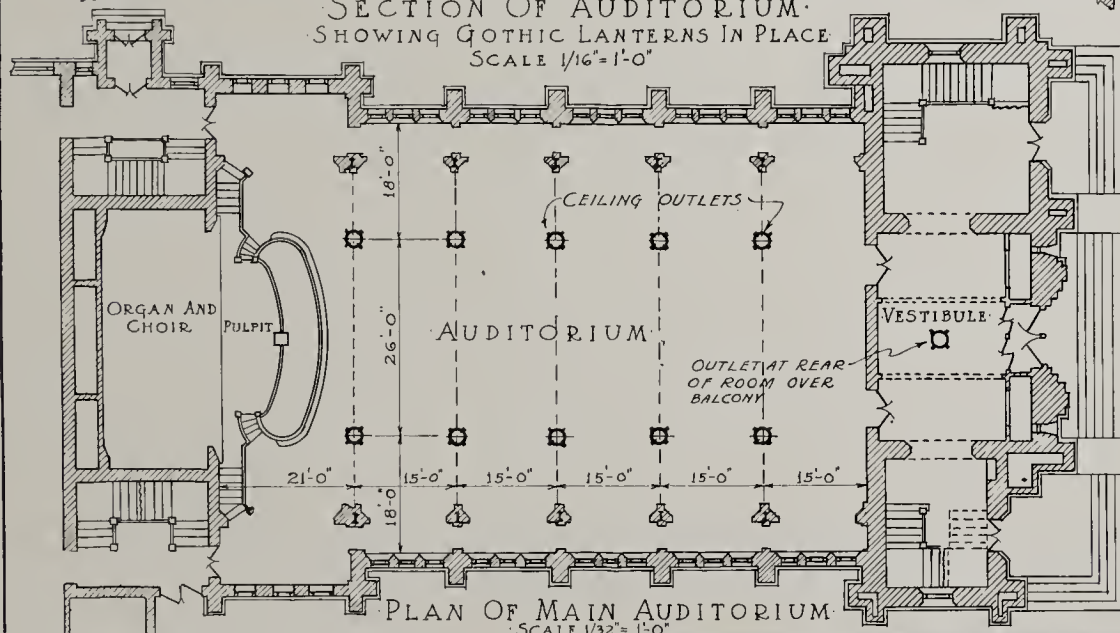 SECTION OF AUDITORIUM·
·SHOWING GOTHIC LANTERNS IN PLACE
SCALE 1/16"=1'-0"
18'-0"
CEILING OUTLETS
ORGAN AND
CHOIR
PULPIT
26'-0"
·AUDITORIUM·
VESTIBULE·
OUTLET AT REAR
OF ROOM OVER
BALCONY
21'-0"
15'-0"
15'-0"
15'-0"
15'-0"
15'-0"
18'-0"
·PLAN OF MAIN AUDITORIUM·
·SCALE 1/32"=1'-0"